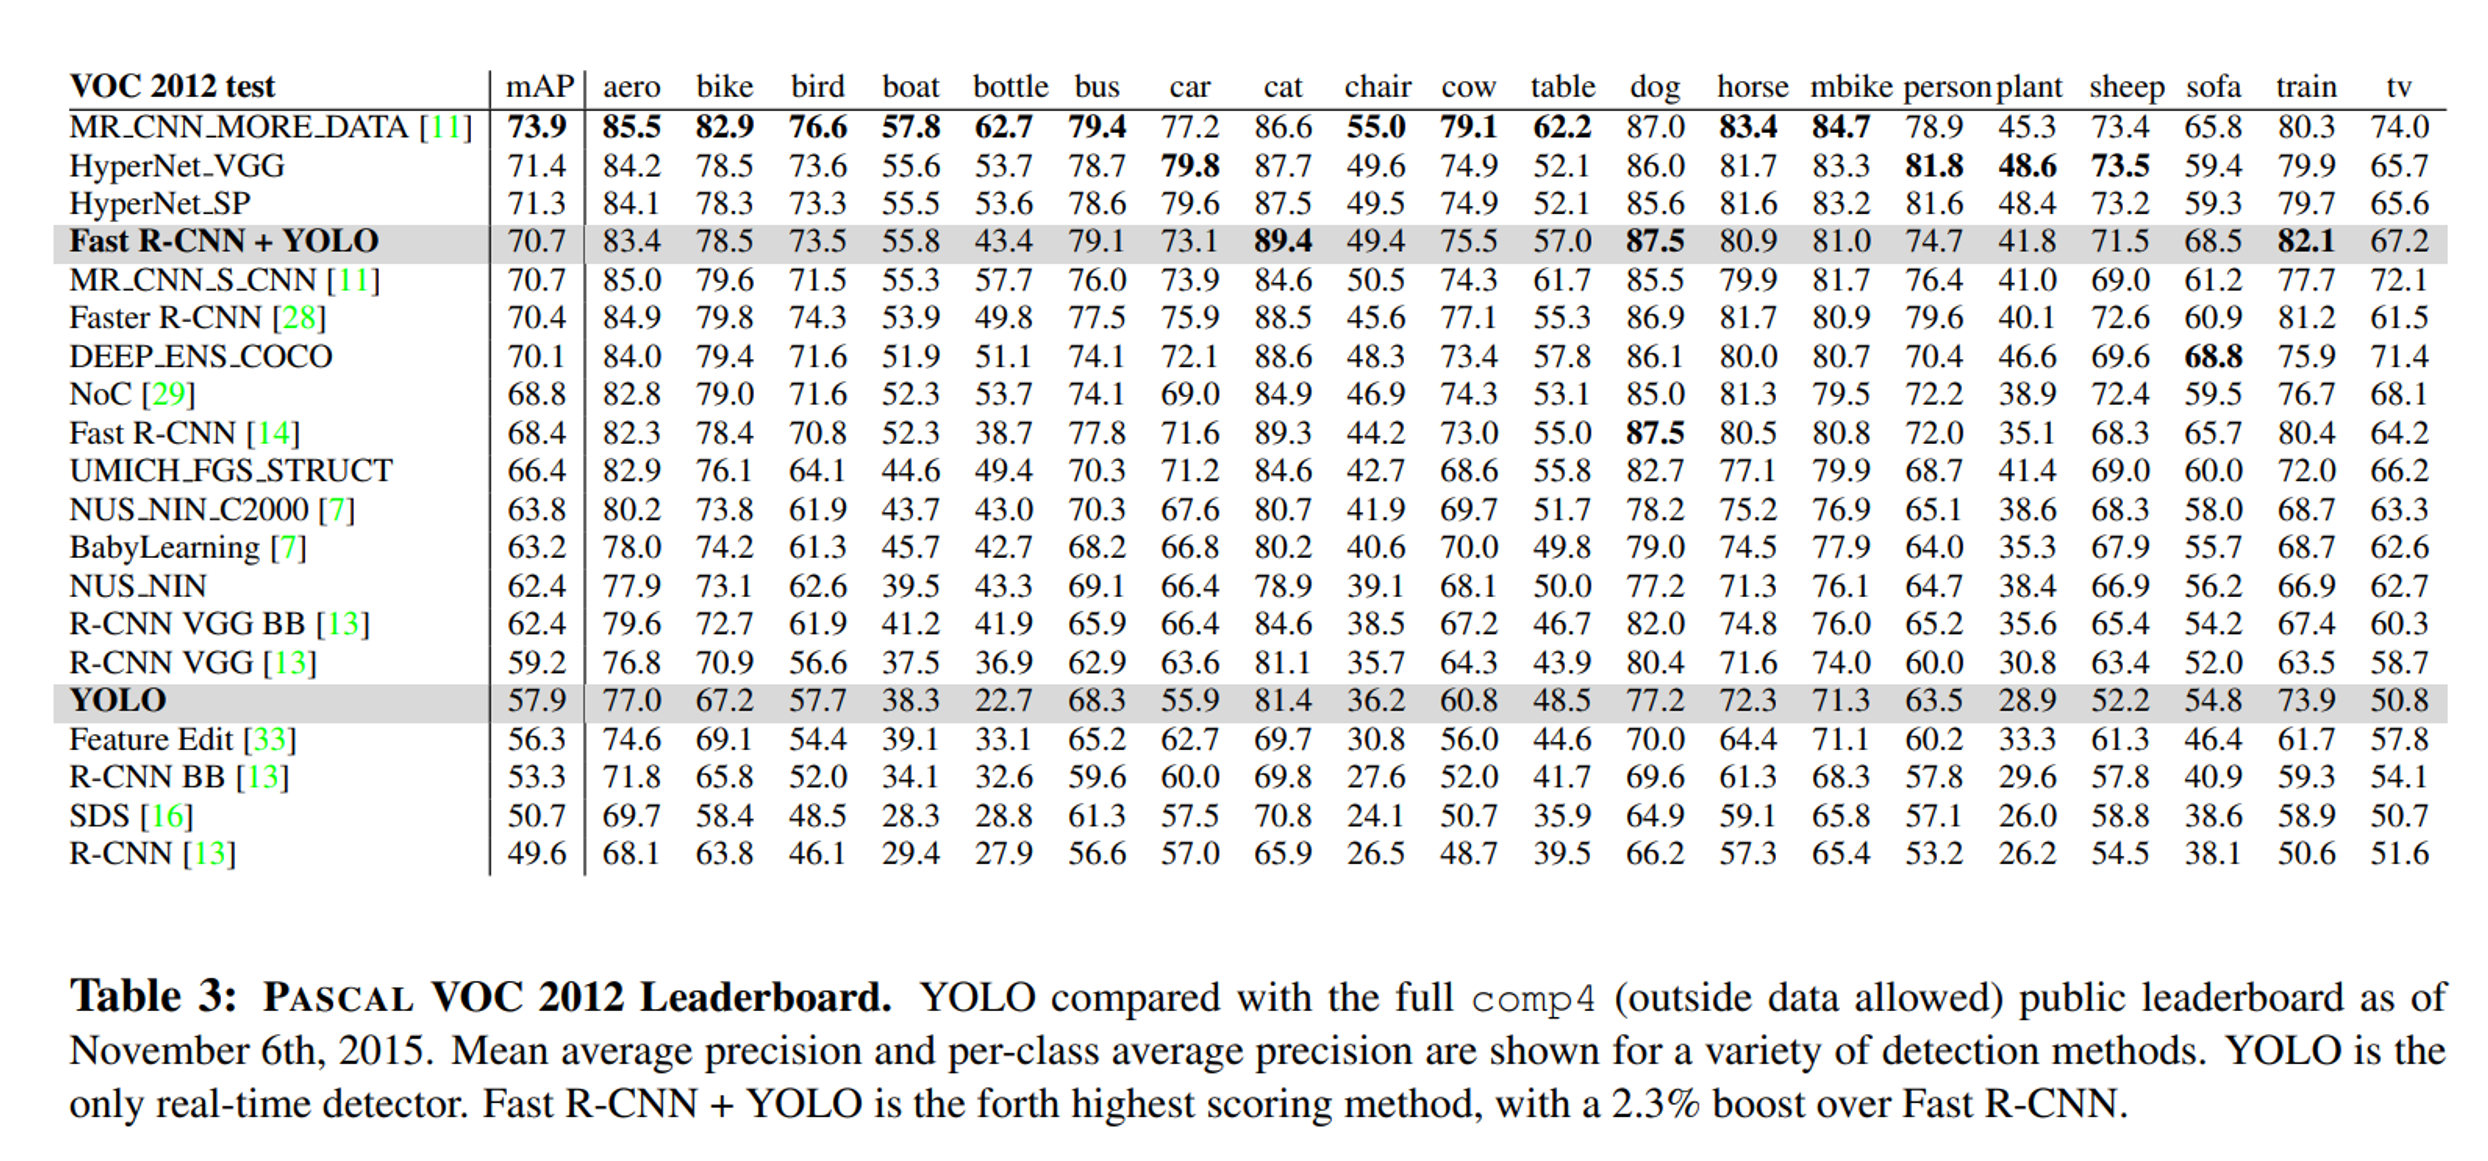 VOC 2012 test mAP aero bike bird boat bottle bus car cat chair cow table dog horse mbike person plant sheep sofa train tv
MR_CNN_MORE_DATA [11] 73.9 85.5 82.9 76.6 57.8 62.7 79.4 77.2 86.6 55.0 79.1 62.2 87.0 83.4 84.7 78.9 45.3 73.4 65.8 80.3 74.0
HyperNet_VGG 71.4 84.2 78.5 73.6 55.6 53.7 78.7 79.8 87.7 49.6 74.9 52.1 86.0 81.7 83.3 81.8 48.6 73.5 59.4 79.9 65.7
HyperNet_SP 71.3 84.1 78.3 73.3 55.5 53.6 78.6 79.6 87.5 49.5 74.9 52.1 85.6 81.6 83.2 81.6 48.4 73.2 59.3 79.7 65.6
Fast R-CNN + YOLO 70.7 83.4 78.5 73.5 55.8 43.4 79.1 73.1 89.4 49.4 75.5 57.0 87.5 80.9 81.0 74.7 41.8 71.5 68.5 82.1 67.2
MR_CNN_S_CNN [11] 70.7 85.0 79.6 71.5 55.3 57.7 76.0 73.9 84.6 50.5 74.3 61.7 85.5 79.9 81.7 76.4 41.0 69.0 61.2 77.7 72.1
Faster R-CNN [28] 70.4 84.9 79.8 74.3 53.9 49.8 77.5 75.9 88.5 45.6 77.1 55.3 86.9 81.7 80.9 79.6 40.1 72.6 60.9 81.2 61.5
DEEP_ENS_COCO 70.1 84.0 79.4 71.6 51.9 51.1 74.1 72.1 88.6 48.3 73.4 57.8 86.1 80.0 80.7 70.4 46.6 69.6 68.8 75.9 71.4
NoC [29] 68.8 82.8 79.0 71.6 52.3 53.7 74.1 69.0 84.9 46.9 74.3 53.1 85.0 81.3 79.5 72.2 38.9 72.4 59.5 76.7 68.1
Fast R-CNN [14] 68.4 82.3 78.4 70.8 52.3 38.7 77.8 71.6 89.3 44.2 73.0 55.0 87.5 80.5 80.8 72.0 35.1 68.3 65.7 80.4 64.2
UMICH_FGS_STRUCT 66.4 82.9 76.1 64.1 44.6 49.4 70.3 71.2 84.6 42.7 68.6 55.8 82.7 77.1 79.9 68.7 41.4 69.0 60.0 72.0 66.2
NUS_NIN_C2000 [7] 63.8 80.2 73.8 61.9 43.7 43.0 70.3 67.6 80.7 41.9 69.7 51.7 78.2 75.2 76.9 65.1 38.6 68.3 58.0 68.7 63.3
BabyLearning [7] 63.2 78.0 74.2 61.3 45.7 42.7 68.2 66.8 80.2 40.6 70.0 49.8 79.0 74.5 77.9 64.0 35.3 67.9 55.7 68.7 62.6
NUS_NIN 62.4 77.9 73.1 62.6 39.5 43.3 69.1 66.4 78.9 39.1 68.1 50.0 77.2 71.3 76.1 64.7 38.4 66.9 56.2 66.9 62.7
R-CNN VGG BB [13] 62.4 79.6 72.7 61.9 41.2 41.9 65.9 66.4 84.6 38.5 67.2 46.7 82.0 74.8 76.0 65.2 35.6 65.4 54.2 67.4 60.3
R-CNN VGG [13] 59.2 76.8 70.9 56.6 37.5 36.9 62.9 63.6 81.1 35.7 64.3 43.9 80.4 71.6 74.0 60.0 30.8 63.4 52.0 63.5 58.7
YOLO 57.9 77.0 67.2 57.7 38.3 22.7 68.3 55.9 81.4 36.2 60.8 48.5 77.2 72.3 71.3 63.5 28.9 52.2 54.8 73.9 50.8
Feature Edit [33] 56.3 74.6 69.1 54.4 39.1 33.1 65.2 62.7 69.7 30.8 56.0 44.6 70.0 64.4 71.1 60.2 33.3 61.3 46.4 61.7 57.8
R-CNN BB [13] 53.3 71.8 65.8 52.0 34.1 32.6 59.6 60.0 69.8 27.6 52.0 41.7 69.6 61.3 68.3 57.8 29.6 57.8 40.9 59.3 54.1
SDS [16] 50.7 69.7 58.4 48.5 28.3 28.8 61.3 57.5 70.8 24.1 50.7 35.9 64.9 59.1 65.8 57.1 26.0 58.8 38.6 58.9 50.7
R-CNN [13] 49.6 68.1 63.8 46.1 29.4 27.9 56.6 57.0 65.9 26.5 48.7 39.5 66.2 57.3 65.4 53.2 26.2 54.5 38.1 50.6 51.6
Table 3: PASCAL VOC 2012 Leaderboard. YOLO compared with the full comp4 (outside data allowed) public leaderboard as of
November 6th, 2015. Mean average precision and per-class average precision are shown for a variety of detection methods. YOLO is the
only real-time detector. Fast R-CNN + YOLO is the forth highest scoring method, with a 2.3% boost over Fast R-CNN.